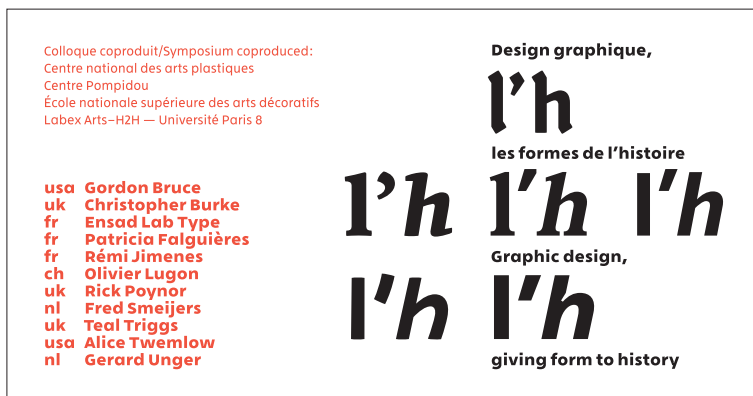 Colloque coproduit/Symposium coproduced:
Centre national des arts plastiques
Centre Pompidou
École nationale supérieure des arts décoratifs
Labex Arts–H2H — Université Paris 8
usa Gordon Bruce
uk Christopher Burke
fr Ensad Lab Type
fr Patricia Falguières
fr Rémi Jimenes
ch Olivier Lugon
uk Rick Poynor
nl Fred Smeijers
uk Teal Triggs
usa Alice Twemlow
nl Gerard Unger
Design graphique,
l’h
les formes de l’histoire
l’h l’h l’h
Graphic design,
l’h l’h
giving form to history